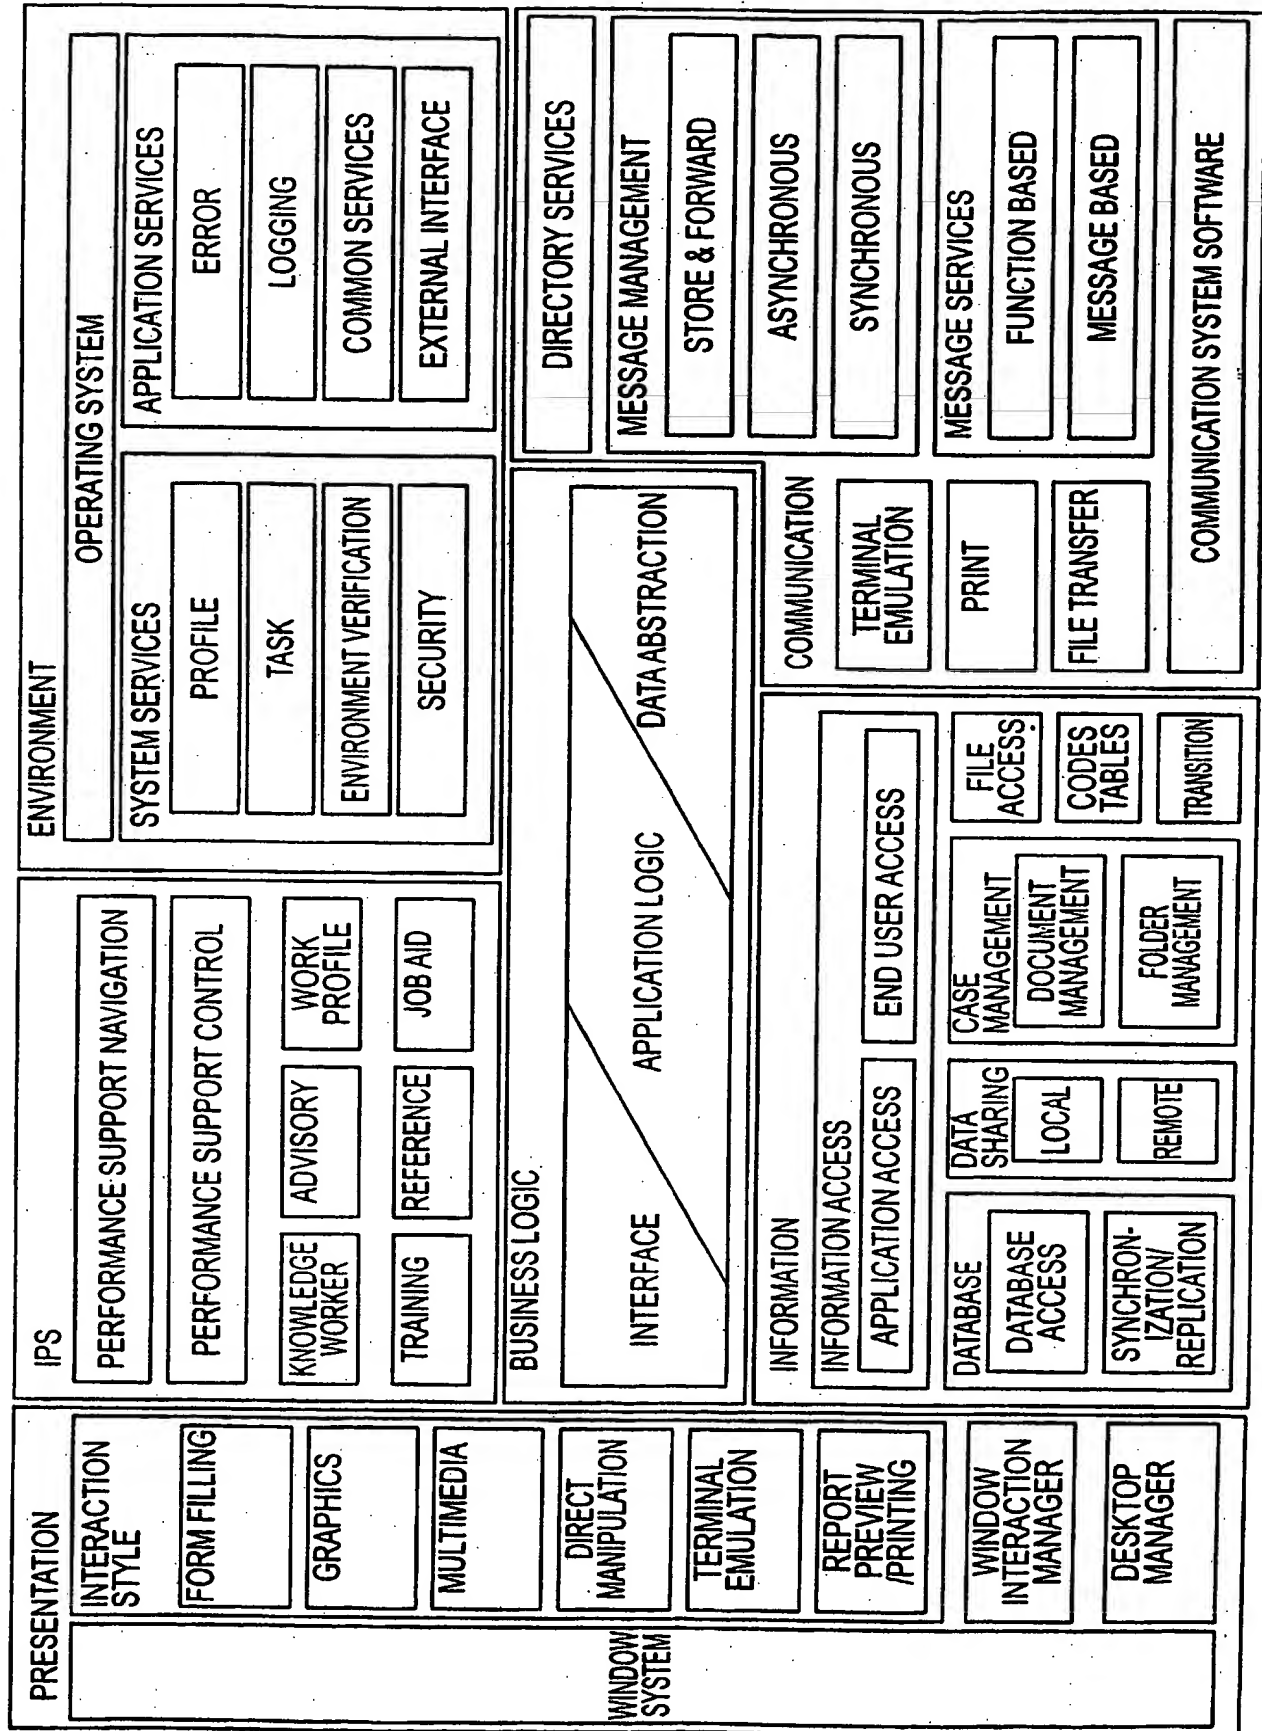 PRESENTATION
WINDOW
SYSTEM
INTERACTION
STYLE
FORM FILLING
GRAPHICS
MULTIMEDIA
DIRECT
MANIPULATION
TERMINAL
EMULATION
REPORT
PREVIEW
/PRINTING
WINDOW
INTERACTION
MANAGER
DESKTOP
MANAGER
IPS
PERFORMANCE SUPPORT NAVIGATION
PERFORMANCE SUPPORT CONTROL
KNOWLEDGE
WORKER
ADVISORY
WORK
PROFILE
TRAINING
REFERENCE
JOB AID
ENVIRONMENT
OPERATING SYSTEM
SYSTEM SERVICES
PROFILE
TASK
ENVIRONMENT VERIFICATION
SECURITY
APPLICATION SERVICES
ERROR
LOGGING
COMMON SERVICES
EXTERNAL INTERFACE
BUSINESS LOGIC
INTERFACE
APPLICATION LOGIC
DATA ABSTRACTION
INFORMATION
INFORMATION ACCESS
APPLICATION ACCESS
END USER ACCESS
DATABASE
DATABASE
ACCESS
SYNCHRON-
IZATION/
REPLICATION
DATA
SHARING
LOCAL
REMOTE
CASE
MANAGEMENT
DOCUMENT
MANAGEMENT
FOLDER
MANAGEMENT
FILE
ACCESS
CODES
TABLES
TRANSITION
COMMUNICATION
TERMINAL
EMULATION
PRINT
FILE TRANSFER
DIRECTORY SERVICES
MESSAGE MANAGEMENT
STORE & FORWARD
ASYNCHRONOUS
SYNCHRONOUS
MESSAGE SERVICES
FUNCTION BASED
MESSAGE BASED
COMMUNICATION SYSTEM SOFTWARE